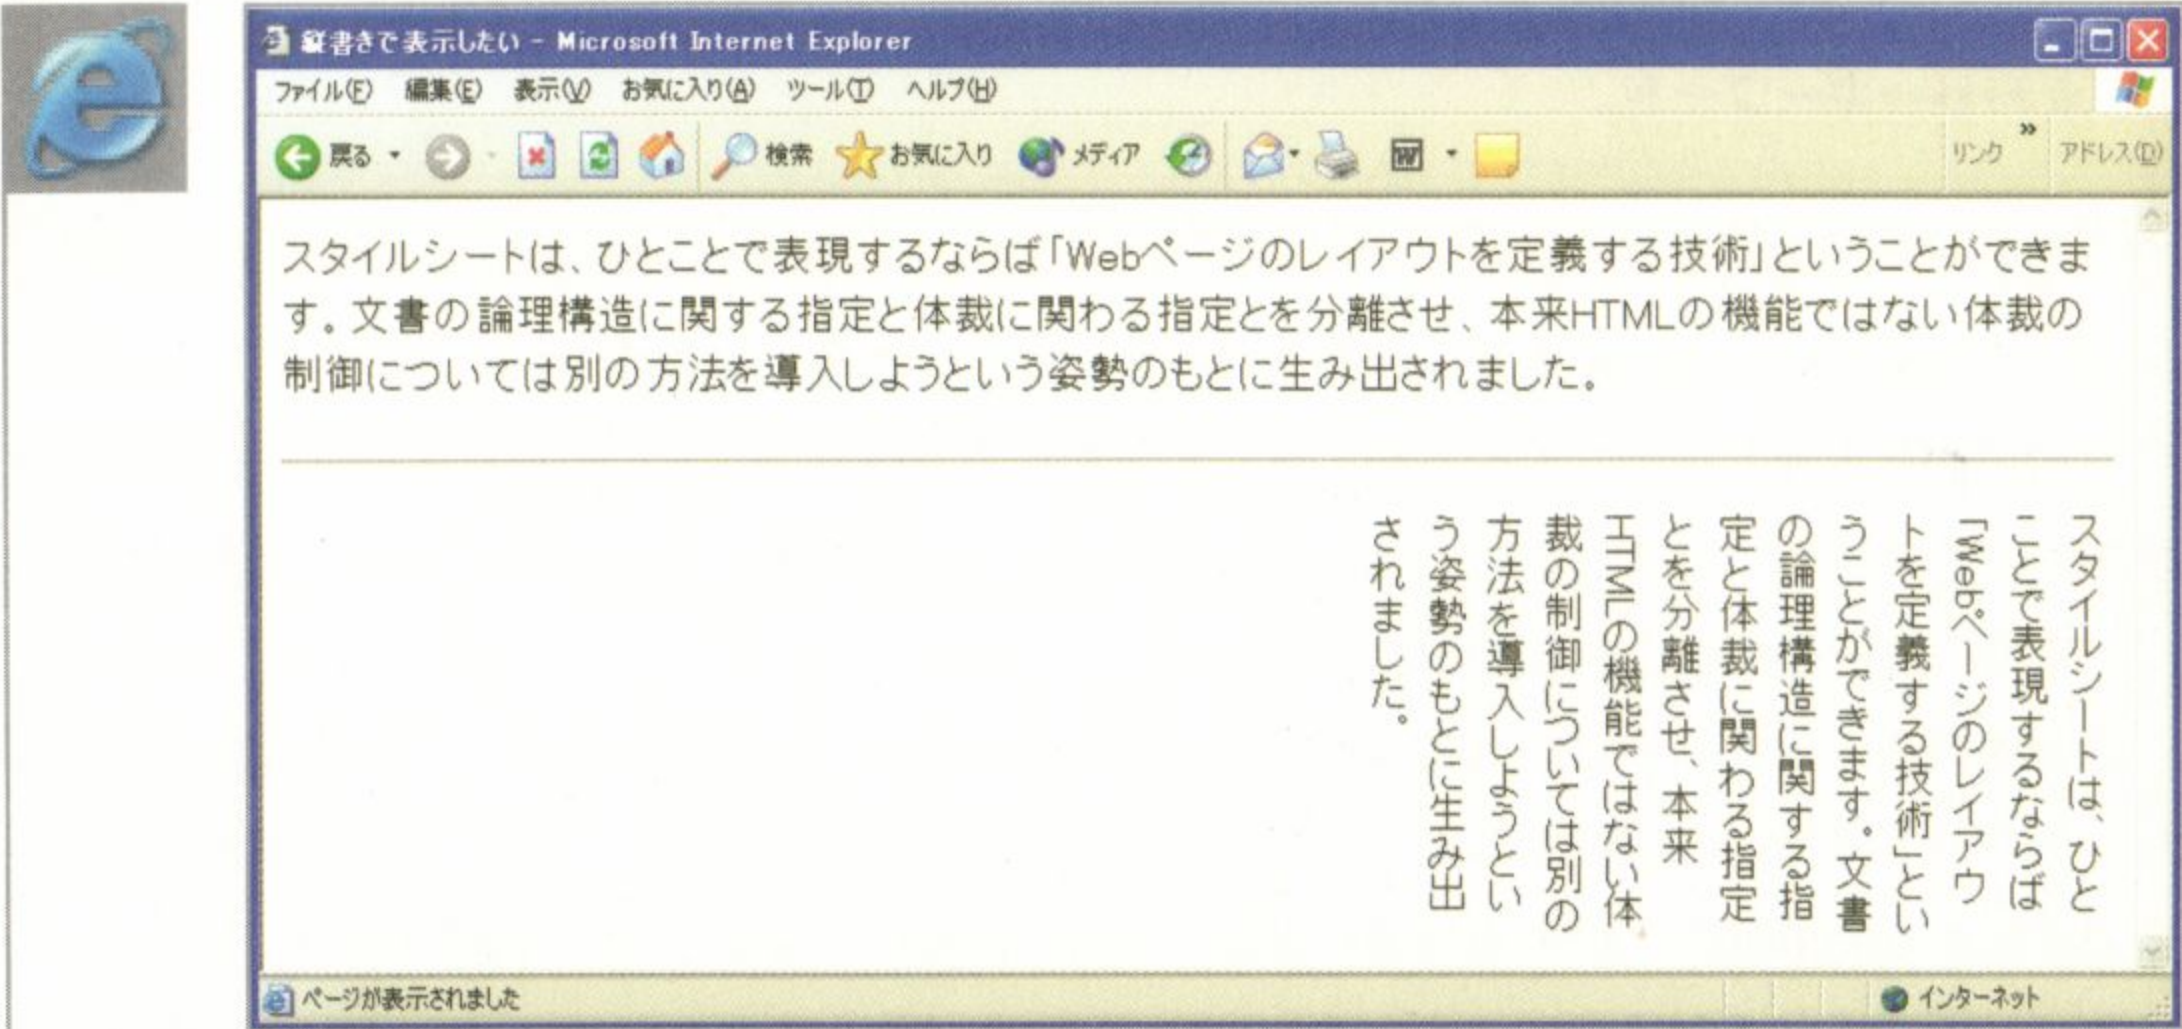 縦書きで表示したい - Microsoft Internet Explorer
ファイル(F) 編集(E) 表示(V) お気に入り(A) ツール(T) ヘルプ(H)
戻る 検索 お気に入り メディア リンク » アドレス(D)
スタイルシートは、ひとことで表現するならば「Webページのレイアウトを定義する技術」ということができま
す。文書の論理構造に関する指定と体裁に関わる指定とを分離させ、本来HTMLの機能ではない体裁の
制御については別の方法を導入しようという姿勢のもとに生み出されました。
スタイルシートは、ひと
ことで表現するならば
「Webページのレイアウ
トを定義する技術」とい
うことができます。文書
の論理構造に関する指
定と体裁に関わる指定
とを分離させ、本来
HTMLの機能ではない体
裁の制御については別の
方法を導入しようとい
う姿勢のもとに生み出
されました。
ページが表示されました インターネット